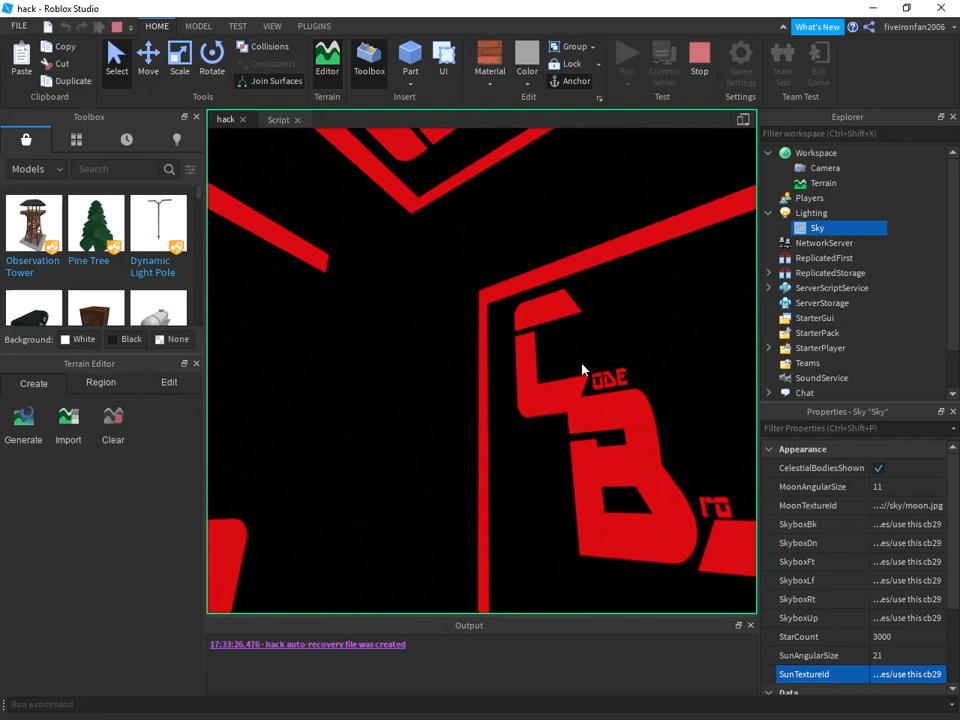 hack - Roblox Studio
FILE HOME MODEL TEST VIEW PLUGINS What's New fiveironfan2006
Paste Copy Cut Duplicate Select Move Scale Rotate Collisions Constraints Join Surfaces Editor Toolbox Part UI Material Color Group Lock Anchor Run Current: Server Stop Game Settings Team Test Exit Game
Clipboard Tools Terrain Insert Edit Test Settings Team Test
Toolbox
Models Search
Observation Tower
Pine Tree
Dynamic Light Pole
Background: White Black None
Terrain Editor
Create Region Edit
Generate Import Clear
hack Script
ODE
ro
Output
17:33:26.476 - hack auto-recovery file was created
Explorer
Filter workspace (Ctrl+Shift+X)
Workspace
Camera
Terrain
Players
Lighting
Sky
NetworkServer
ReplicatedFirst
ReplicatedStorage
ServerScriptService
ServerStorage
StarterGui
StarterPack
StarterPlayer
Teams
SoundService
Chat
Properties - Sky "Sky"
Filter Properties (Ctrl+Shift+P)
Appearance
CelestialBodiesShown
MoonAngularSize 11
MoonTextureId ...://sky/moon.jpg
SkyboxBk ...es/use this cb29
SkyboxDn ...es/use this cb29
SkyboxFt ...es/use this cb29
SkyboxLf ...es/use this cb29
SkyboxRt ...es/use this cb29
SkyboxUp ...es/use this cb29
StarCount 3000
SunAngularSize 21
SunTextureId ...es/use this cb29
Data
Run a command